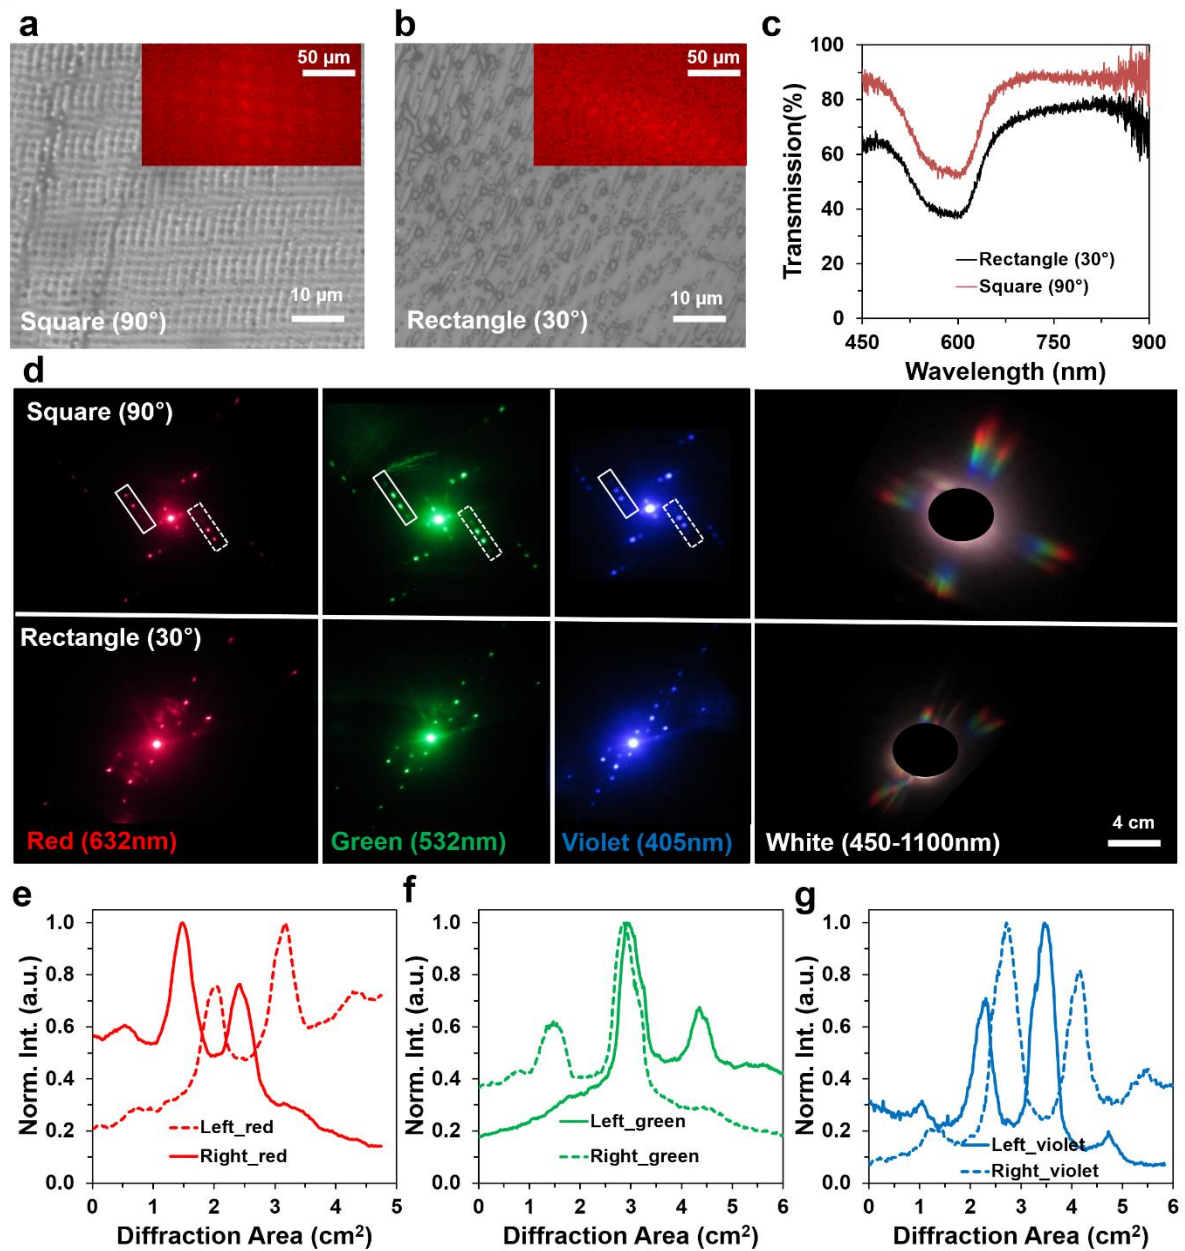 a
50 μm
10 μm
Square (90°)
b
50 μm
10 μm
Rectangle (30°)
c
100
80
60
40
20
0
Transmission(%)
Rectangle (30°)
Square (90°)
450 600 750 900
Wavelength (nm)
d
Square (90°)
Rectangle (30°)
Red (632nm)
Green (532nm)
Violet (405nm)
White (450-1100nm)
4 cm
e
1.0
0.8
0.6
0.4
0.2
0.0
Norm. Int. (a.u.)
Left_red
Right_red
0 1 2 3 4 5
Diffraction Area (cm²)
f
1.0
0.8
0.6
0.4
0.2
0.0
Norm. Int. (a.u.)
Left_green
Right_green
0 1 2 3 4 5 6
Diffraction Area (cm²)
g
1.0
0.8
0.6
0.4
0.2
0.0
Norm. Int. (a.u.)
Left_violet
Right_violet
0 1 2 3 4 5 6
Diffraction Area (cm²)